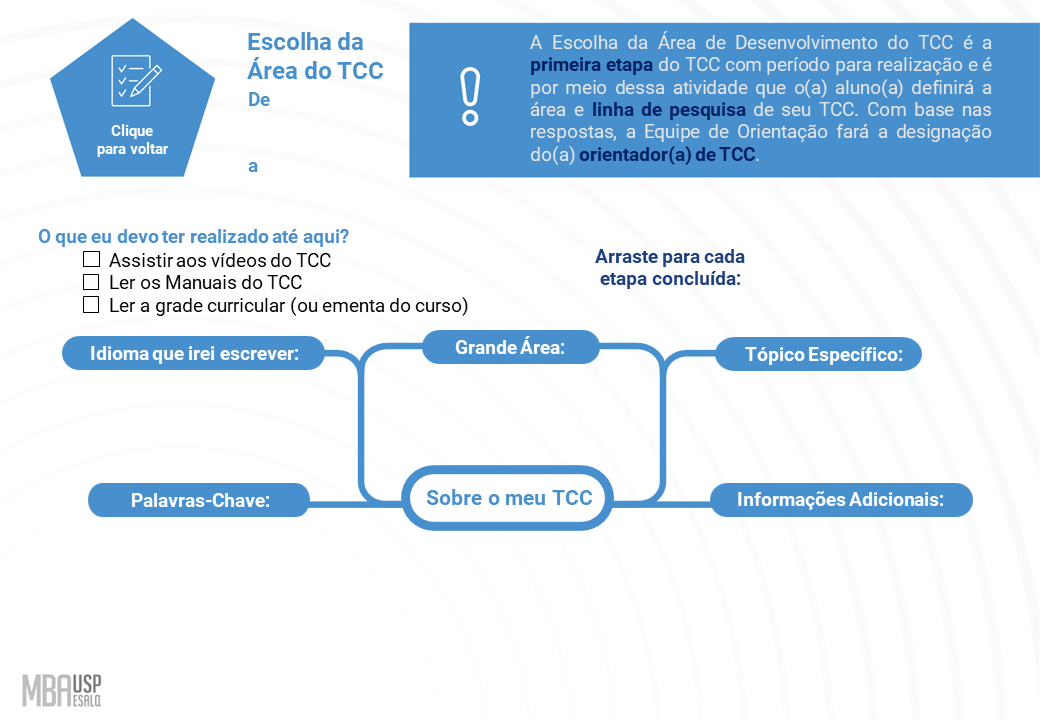 Clique
para voltar
Escolha da
Área do TCC
De
a
A Escolha da Área de Desenvolvimento do TCC é a
primeira etapa do TCC com período para realização e é
por meio dessa atividade que o(a) aluno(a) definirá a
área e linha de pesquisa de seu TCC. Com base nas
respostas, a Equipe de Orientação fará a designação
do(a) orientador(a) de TCC.
O que eu devo ter realizado até aqui?
Assistir aos vídeos do TCC
Ler os Manuais do TCC
Ler a grade curricular (ou ementa do curso)
Arraste para cada
etapa concluída:
Idioma que irei escrever:
Grande Área:
Tópico Específico:
Palavras-Chave:
Sobre o meu TCC
Informações Adicionais:
MBA USP
ESALQ